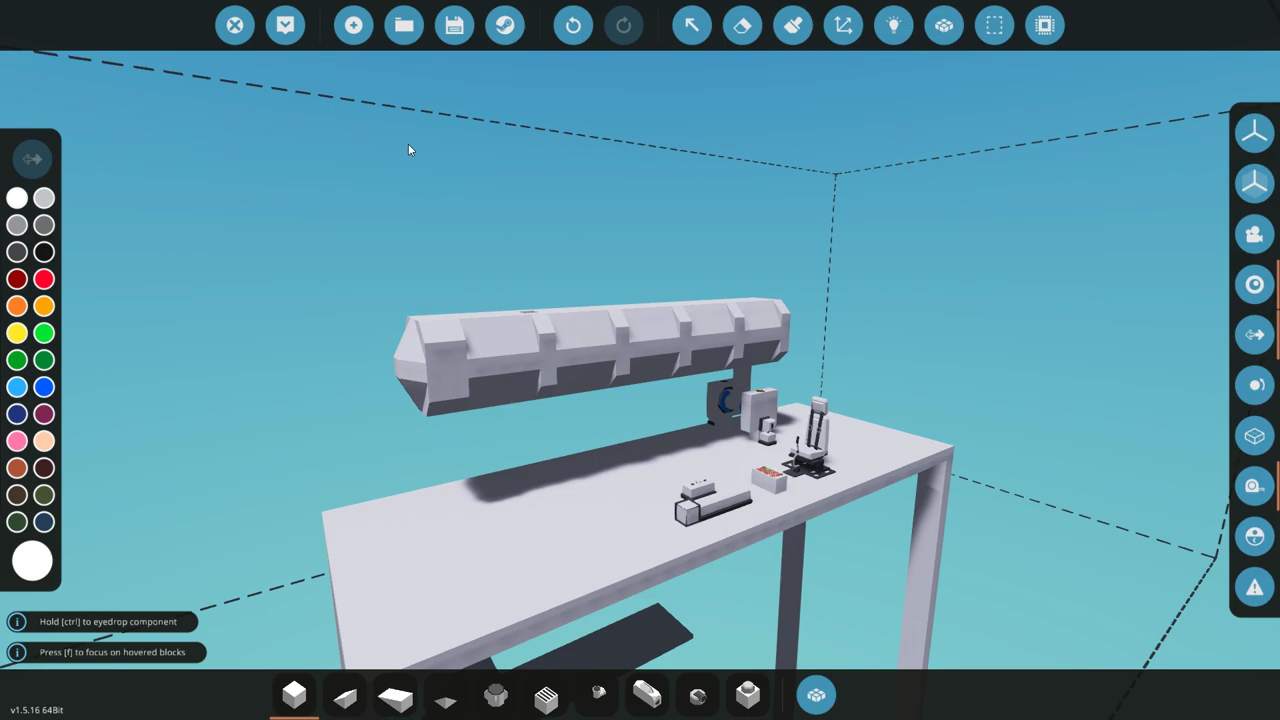 Hold [ctrl] to eyedrop component
Press [f] to focus on hovered blocks
v1.5.16 64Bit